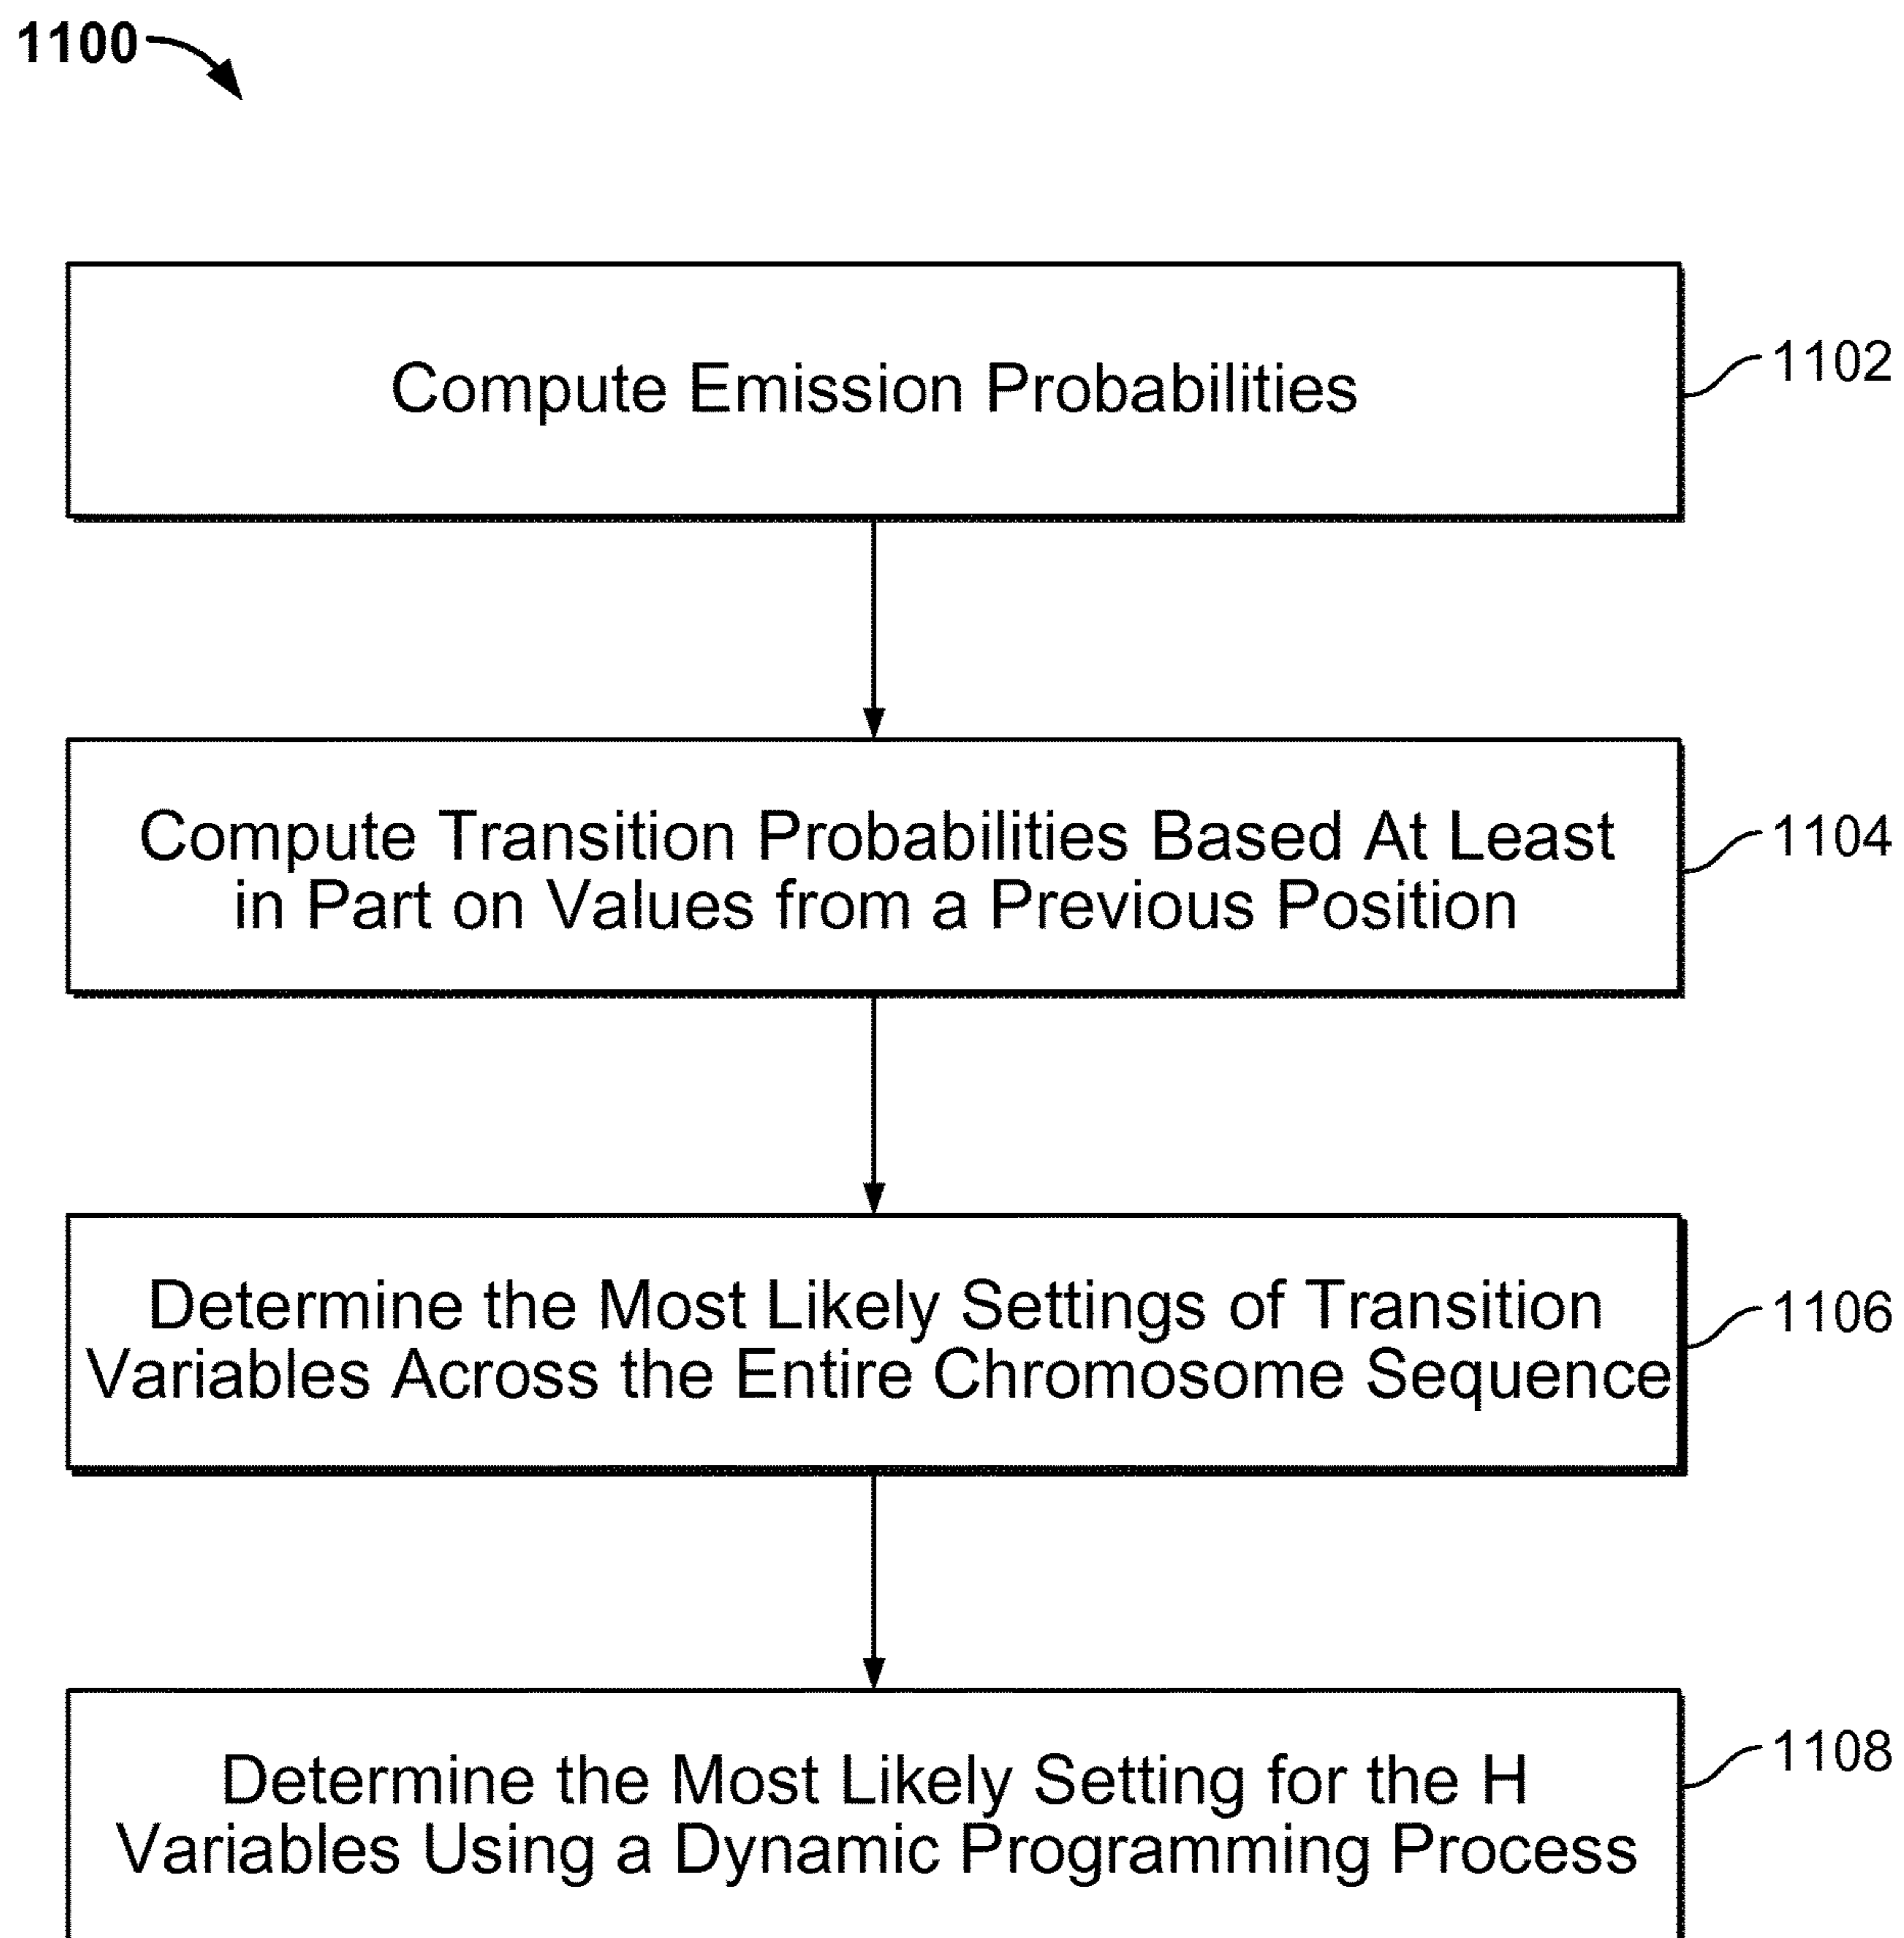 1100
Compute Emission Probabilities
1102
Compute Transition Probabilities Based At Least
in Part on Values from a Previous Position
1104
Determine the Most Likely Settings of Transition
Variables Across the Entire Chromosome Sequence
1106
Determine the Most Likely Setting for the H
Variables Using a Dynamic Programming Process
1108